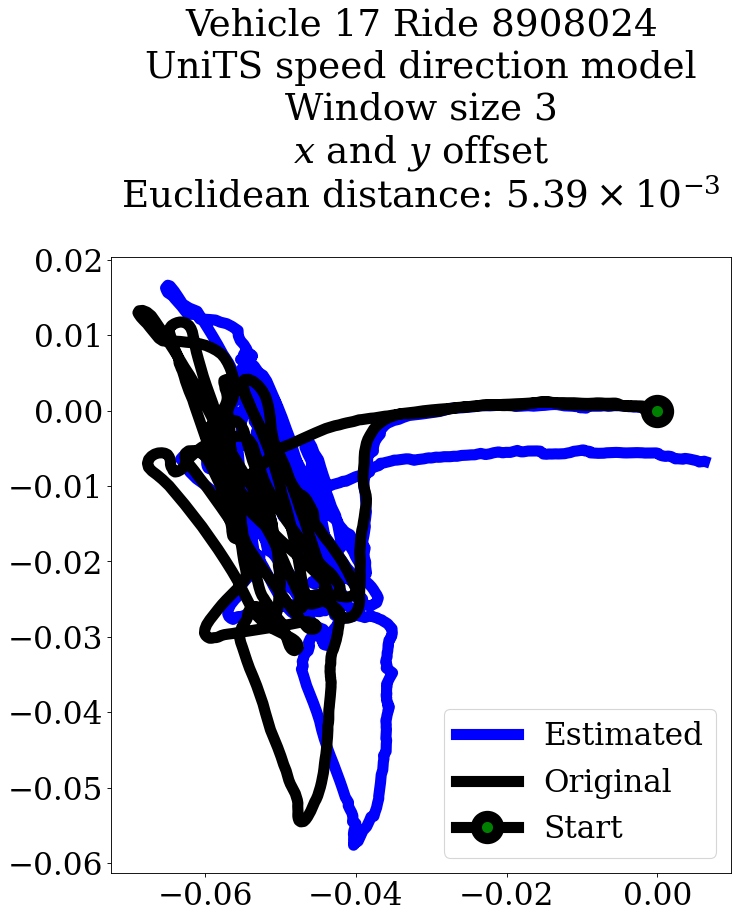 Vehicle 17 Ride 8908024
UniTS speed direction model
Window size 3
x and y offset
Euclidean distance: 5.39 × 10⁻³
0.02
0.01
0.00
−0.01
−0.02
−0.03
−0.04
−0.05
−0.06
Estimated
Original
Start
−0.06 −0.04 −0.02 0.00